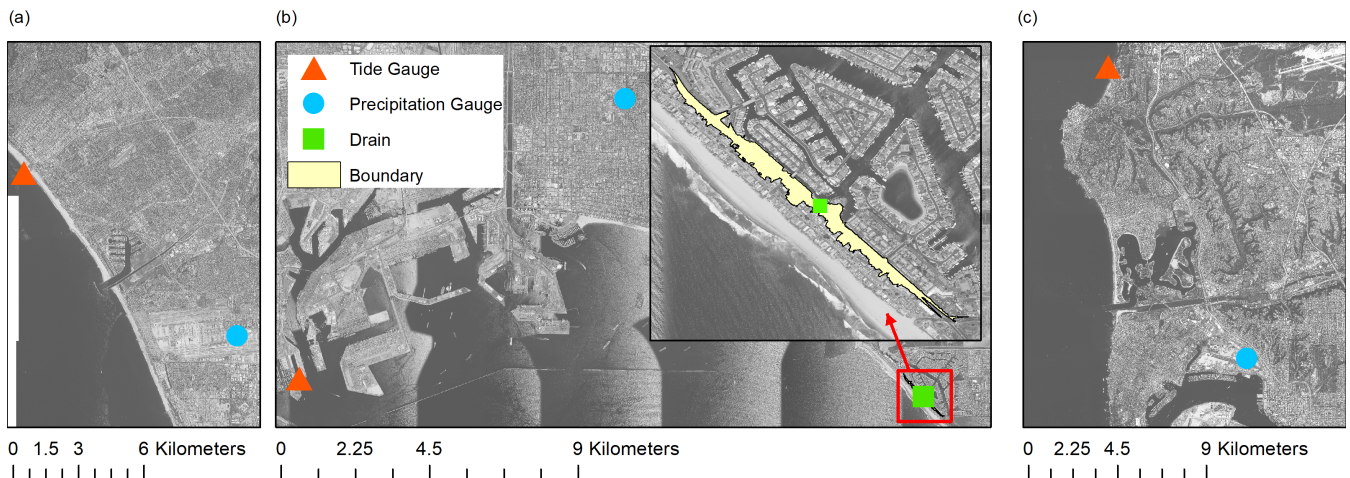 (a)
(b)
(c)
Tide Gauge
Precipitation Gauge
Drain
Boundary
0 1.5 3 6 Kilometers
0 2.25 4.5 9 Kilometers
0 2.25 4.5 9 Kilometers